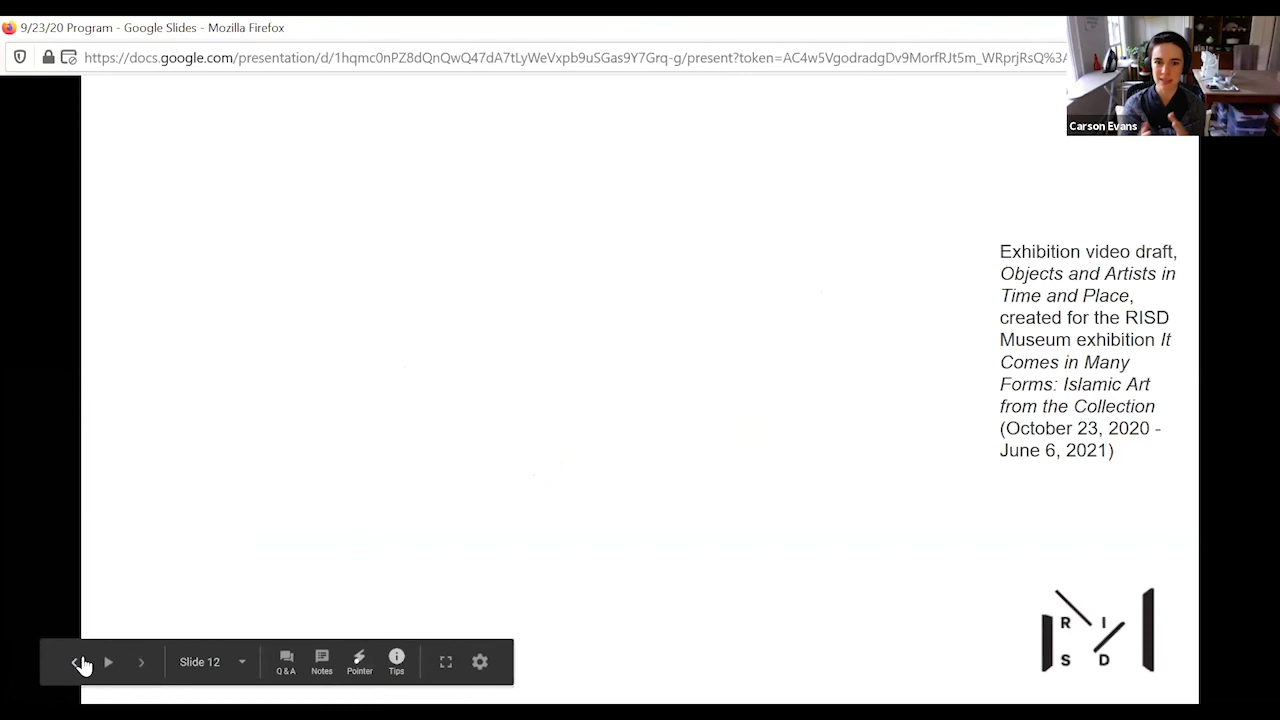 9/23/20 Program - Google Slides - Mozilla Firefox
https://docs.google.com/presentation/d/1hqmc0nPZ8dQnQwQ47dA7tLyWeVxpb9uSGas9Y7Grq-g/present?token=AC4w5VgodradgDv9MorfRJt5m_WRprjRsQ%3A
Carson Evans
Exhibition video draft,
Objects and Artists in
Time and Place,
created for the RISD
Museum exhibition It
Comes in Many
Forms: Islamic Art
from the Collection
(October 23, 2020 -
June 6, 2021)
R I
S D
Slide 12
Q & A
Notes
Pointer
Tips